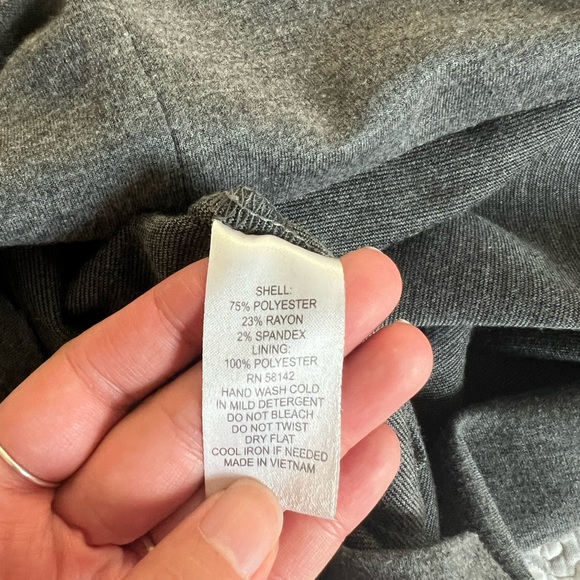 SHELL:
75% POLYESTER
23% RAYON
2% SPANDEX
LINING:
100% POLYESTER
RN 58142
HAND WASH COLD
IN MILD DETERGENT
DO NOT BLEACH
DO NOT TWIST
DRY FLAT
COOL IRON IF NEEDED
MADE IN VIETNAM